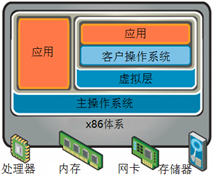 应用
应用
客户操作系统
虚拟层
主操作系统
x86体系
处理器 内存 网卡 存储器